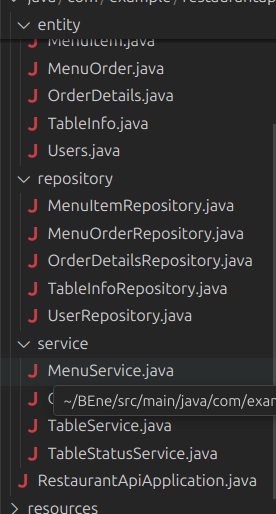 java/com/example/restaurantap
entity
MenuItem.java
MenuOrder.java
OrderDetails.java
TableInfo.java
Users.java
repository
MenuItemRepository.java
MenuOrderRepository.java
OrderDetailsRepository.java
TableInfoRepository.java
UserRepository.java
service
MenuService.java
~/BEne/src/main/java/com/exam
TableService.java
TableStatusService.java
RestaurantApiApplication.java
resources